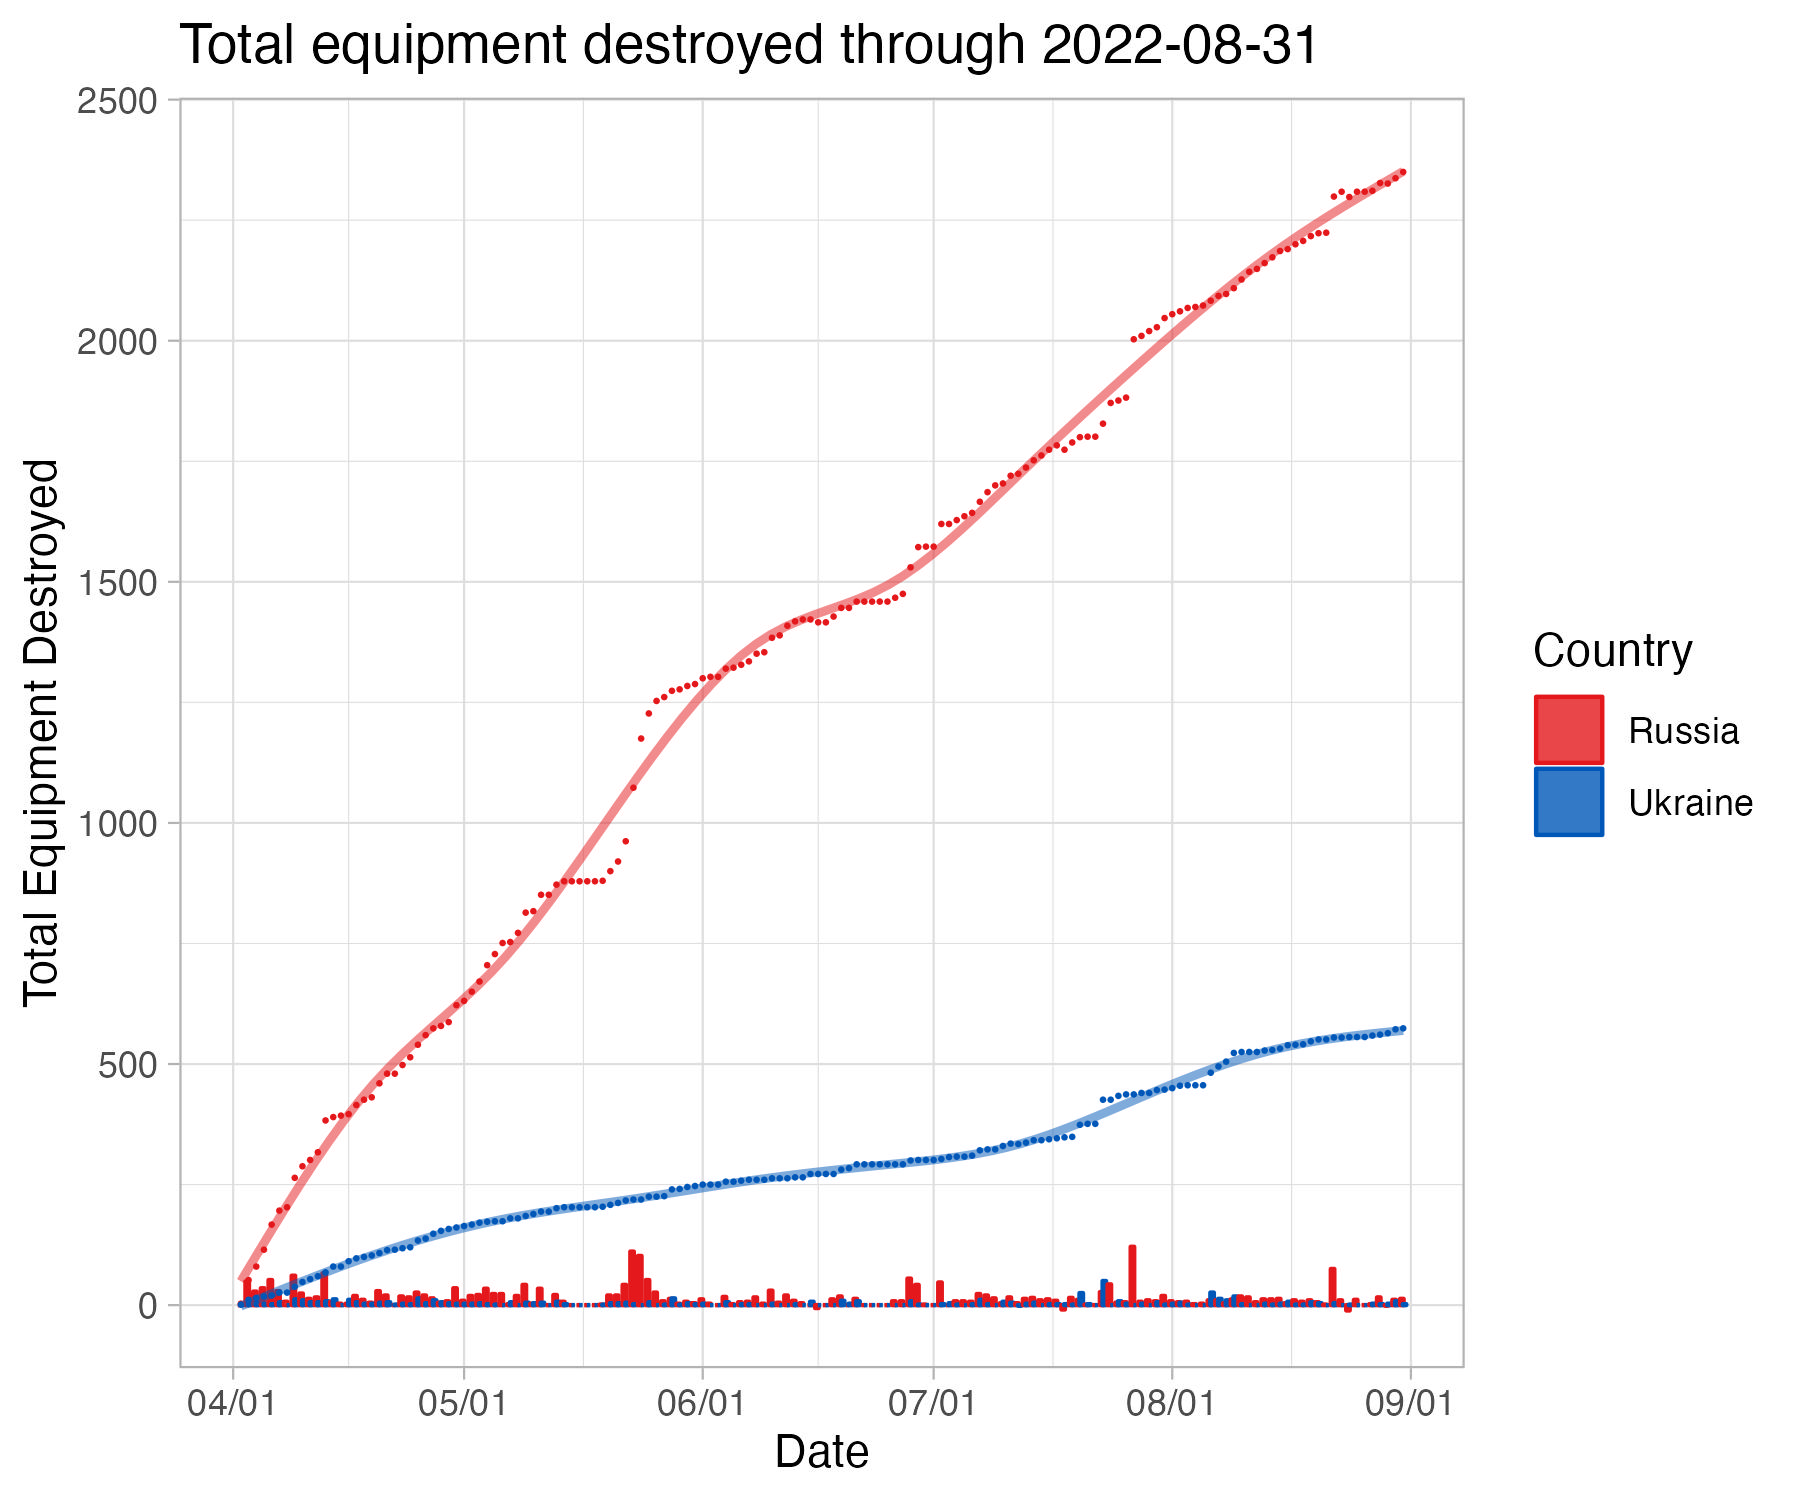 Total equipment destroyed through 2022-08-31
Total Equipment Destroyed
2500
2000
1500
1000
500
0
04/01 05/01 06/01 07/01 08/01 09/01
Date
Country
Russia
Ukraine